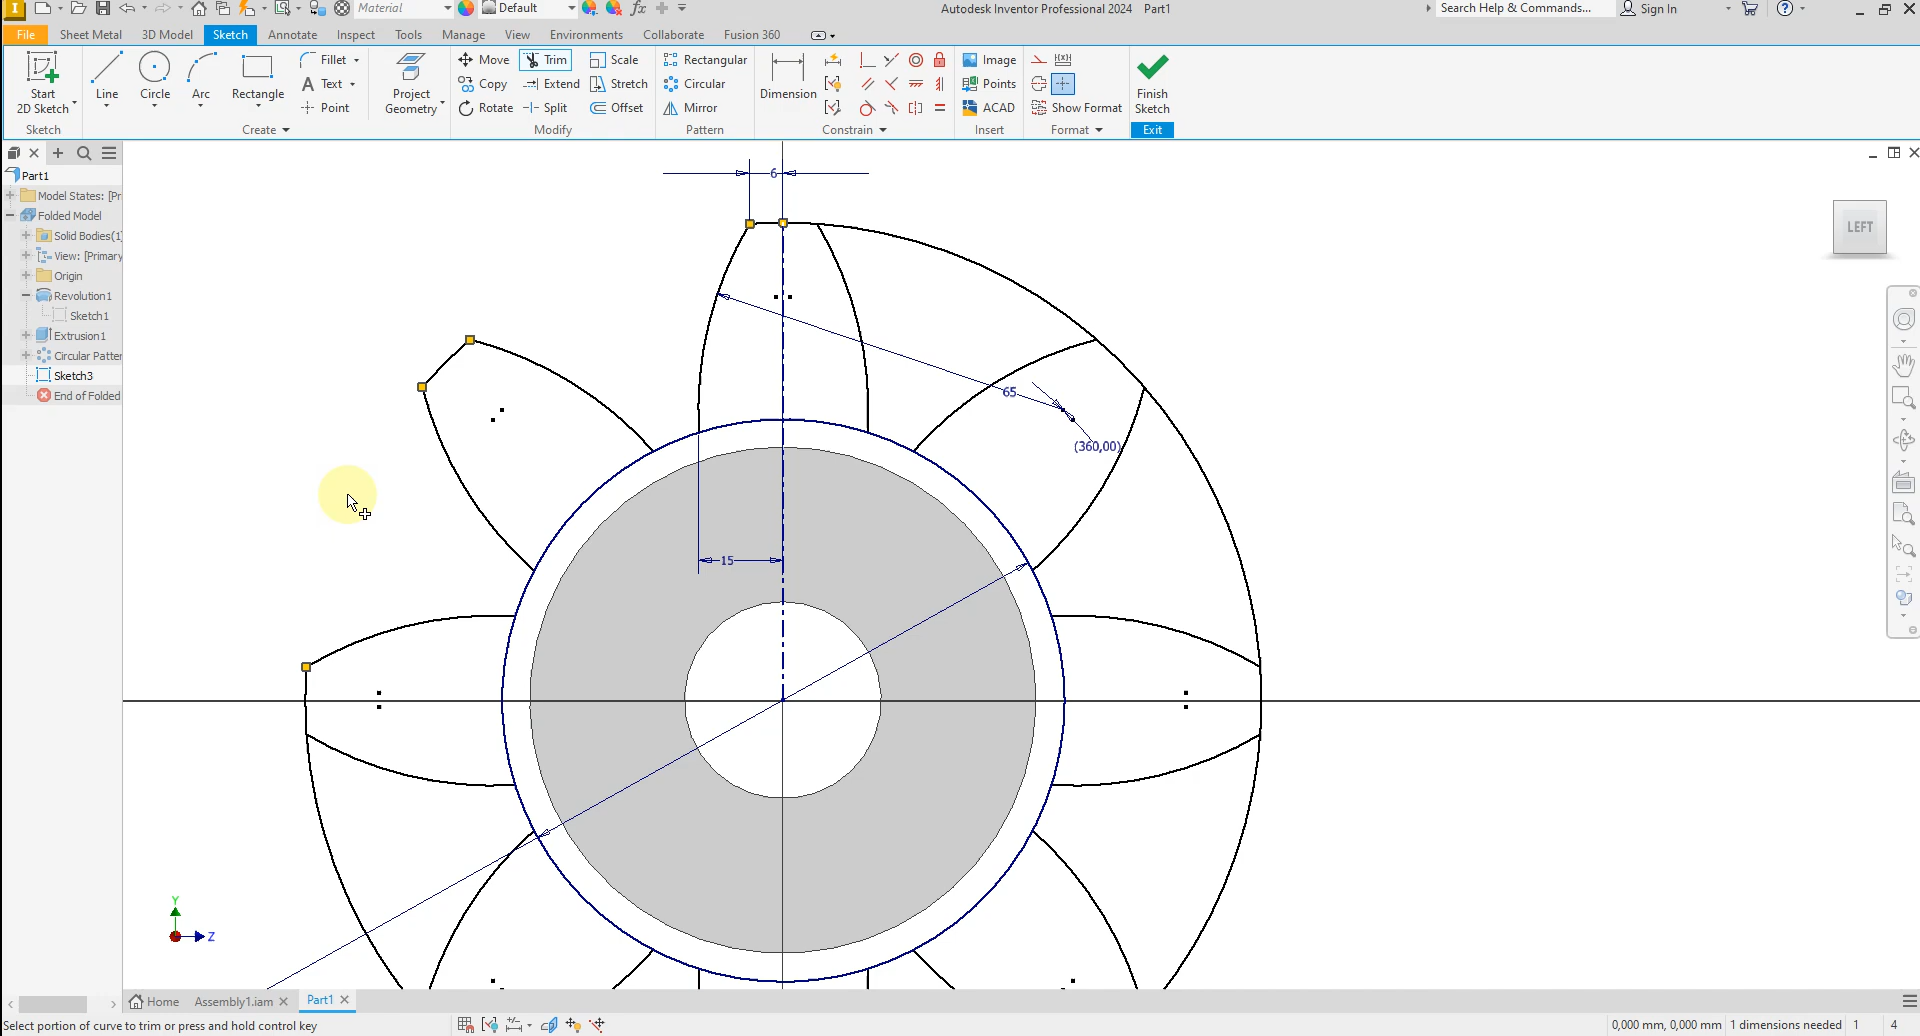 Material
Default
fx
Autodesk Inventor Professional 2024 Part1
Search Help & Commands...
Sign In
File Sheet Metal 3D Model Sketch Annotate Inspect Tools Manage View Environments Collaborate Fusion 360
Start
2D Sketch
Line
Circle
Arc
Rectangle
Fillet
Text
Point
Project
Geometry
Move
Copy
Rotate
Trim
Extend
Split
Scale
Stretch
Offset
Rectangular
Circular
Mirror
Dimension
Image
Points
ACAD
Show Format
Finish
Sketch
Sketch Create Modify Pattern Constrain Insert Format Exit
Part1
Model States: [Pr
Folded Model
Solid Bodies(1)
View: [Primary
Origin
Revolution1
Sketch1
Extrusion1
Circular Patter
Sketch3
End of Folded
6
65
(360,00)
15
LEFT
Y
Z
Home Assembly1.iam Part1
Select portion of curve to trim or press and hold control key
0,000 mm, 0,000 mm 1 dimensions needed 1 4